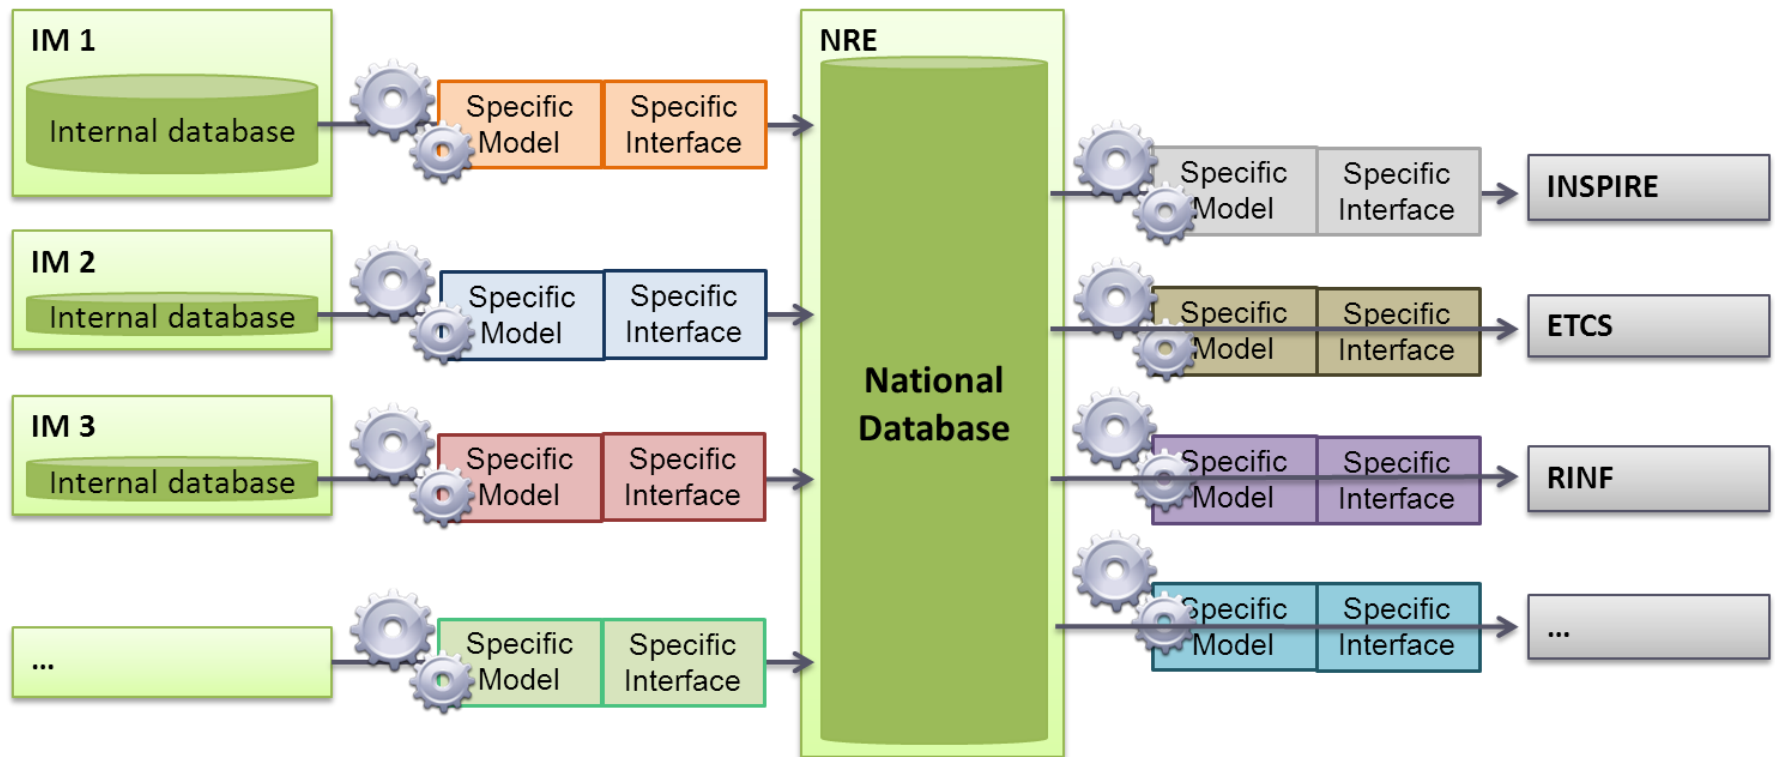 IM 1
Internal database
Specific
Model
Specific
Interface
IM 2
Internal database
Specific
Model
Specific
Interface
IM 3
Internal database
Specific
Model
Specific
Interface
...
Specific
Model
Specific
Interface
NRE
National
Database
Specific
Model
Specific
Interface
INSPIRE
Specific
Model
Specific
Interface
ETCS
Specific
Model
Specific
Interface
RINF
Specific
Model
Specific
Interface
...